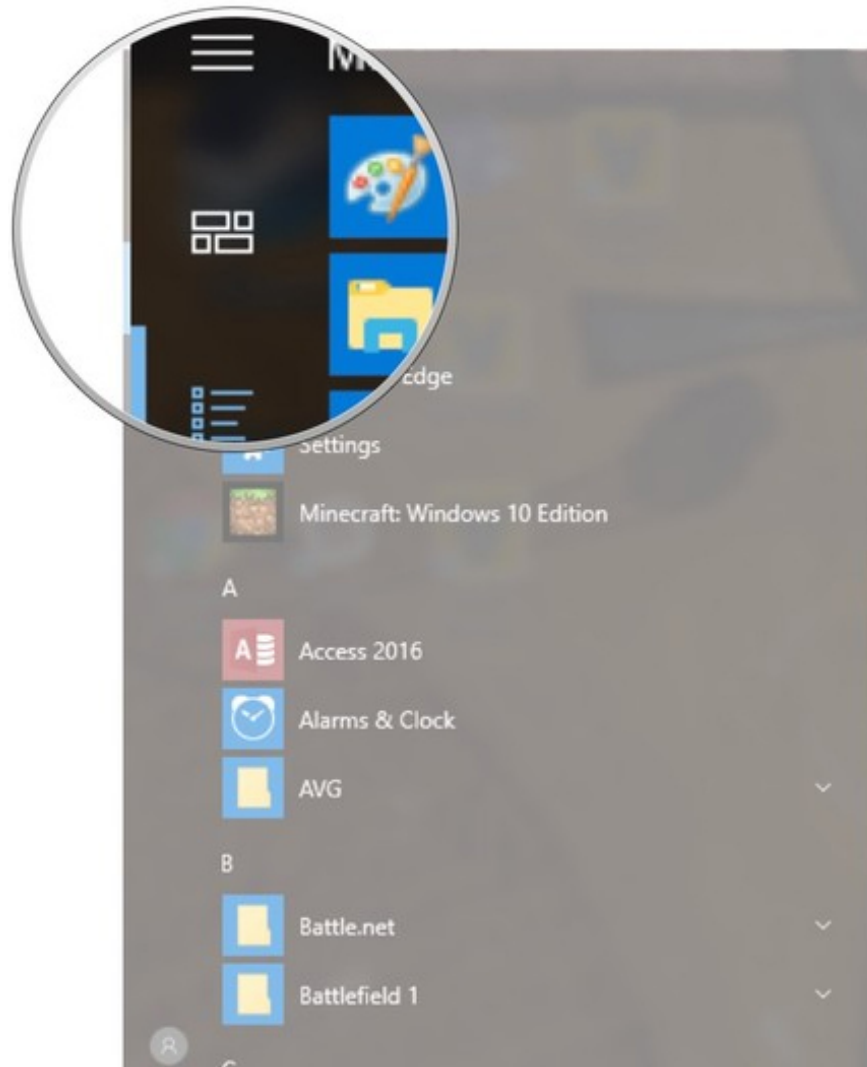 Edge
Settings
Minecraft: Windows 10 Edition
A
Access 2016
Alarms & Clock
AVG
B
Battle.net
Battlefield 1